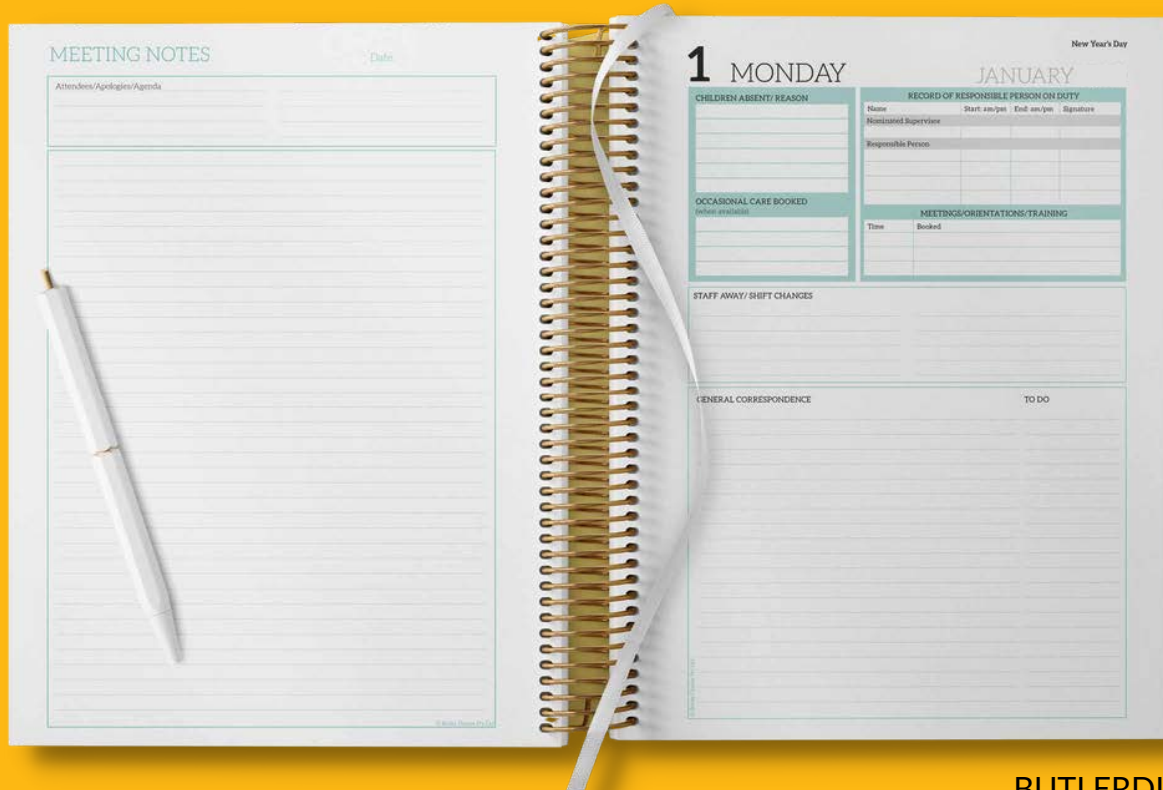 MEETING NOTES
Date:
Attendees/Apologies/Agenda
New Year's Day
1 MONDAY
JANUARY
CHILDREN ABSENT/ REASON
RECORD OF RESPONSIBLE PERSON ON DUTY
Name Start: am/pm End: am/pm Signature
Nominated Supervisor
Responsible Person
OCCASIONAL CARE BOOKED
(when available)
MEETINGS/ORIENTATIONS/TRAINING
Time Booked
STAFF AWAY/ SHIFT CHANGES
GENERAL CORRESPONDENCE
TO DO